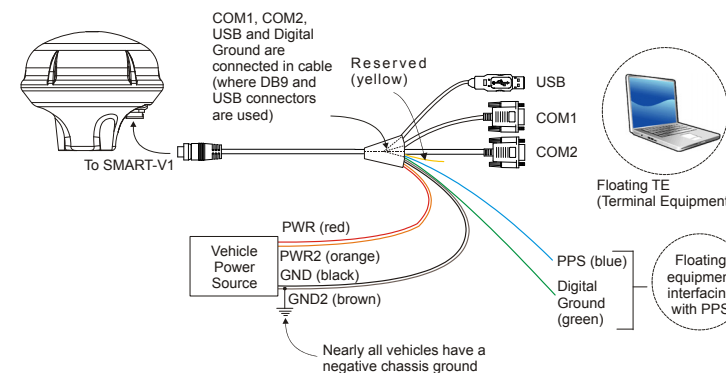 COM1, COM2,
USB and Digital
Ground are
connected in cable
(where DB9 and
USB connectors
are used)
Reserved
(yellow)
USB
COM1
COM2
To SMART-V1
Floating TE
(Terminal Equipment
PWR (red)
PWR2 (orange)
GND (black)
GND2 (brown)
Vehicle
Power
Source
PPS (blue)
Digital
Ground
(green)
Floating
equipmen
interfacin
with PPS
Nearly all vehicles have a
negative chassis ground